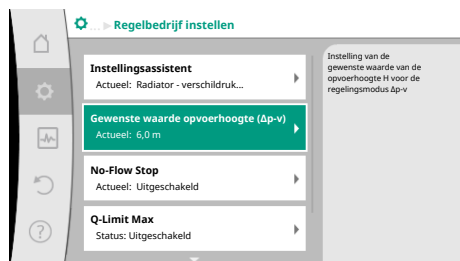 ... ▶ Regelbedrijf instellen
Instellingsassistent
Actueel: Radiator - verschildruk...
Gewenste waarde opvoerhoogte (Δp-v)
Actueel: 6,0 m
No-Flow Stop
Actueel: Uitgeschakeld
Q-Limit Max
Status: Uitgeschakeld
Instelling van de
gewenste waarde van de
opvoerhoogte H voor de
regelingsmodus Δp-v